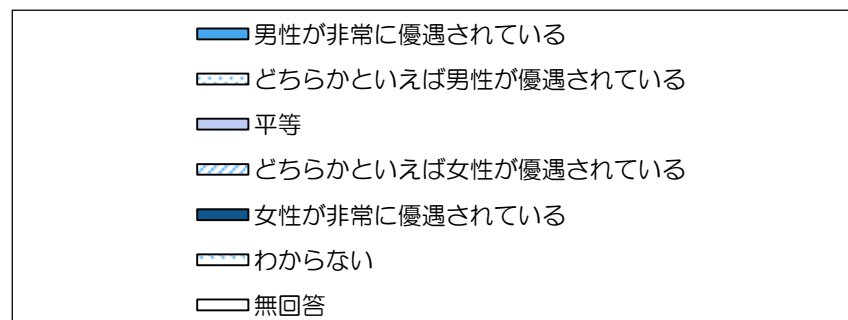 男性が非常に優遇されている
どちらかといえば男性が優遇されている
平等
どちらかといえば女性が優遇されている
女性が非常に優遇されている
わからない
無回答